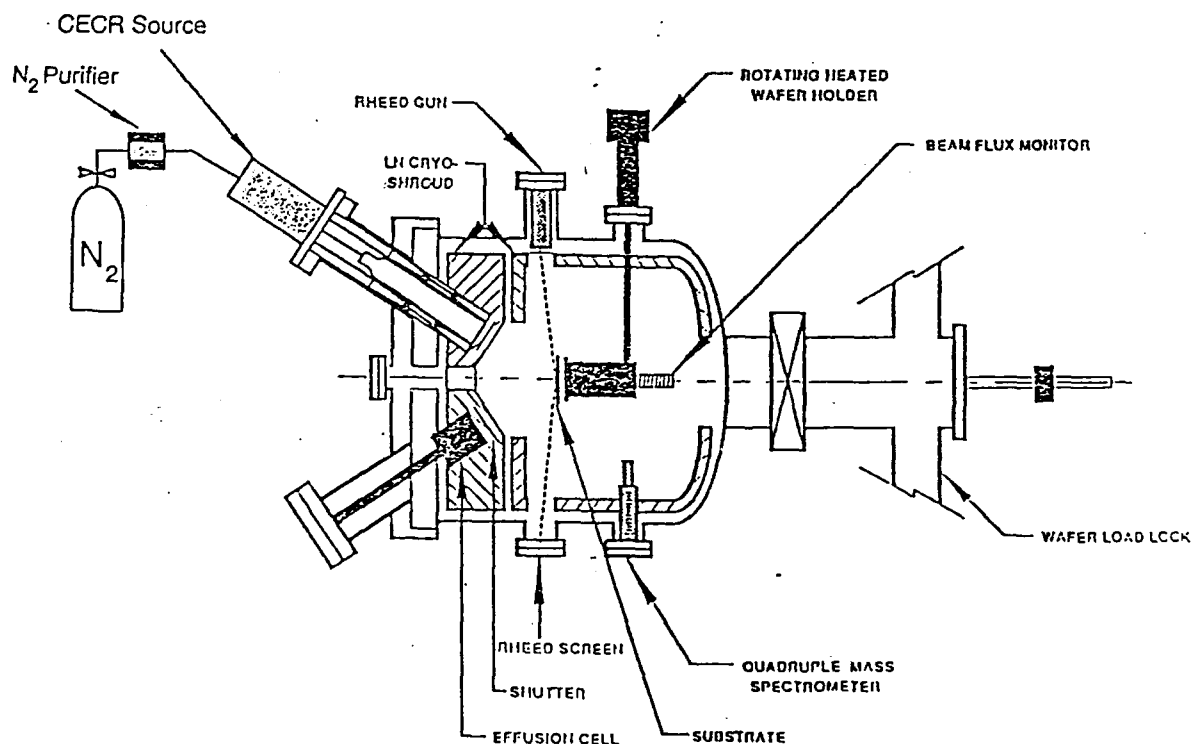 CECR Source
N2 Purifier
N2
RHEED GUN
LN CRYO-
SHROUD
ROTATING HEATED
WAFER HOLDER
BEAM FLUX MONITOR
WAFER LOAD LOCK
QUADRUPLE MASS
SPECTROMETER
RHEED SCREEN
SHUTTER
EFFUSION CELL
SUBSTRATE